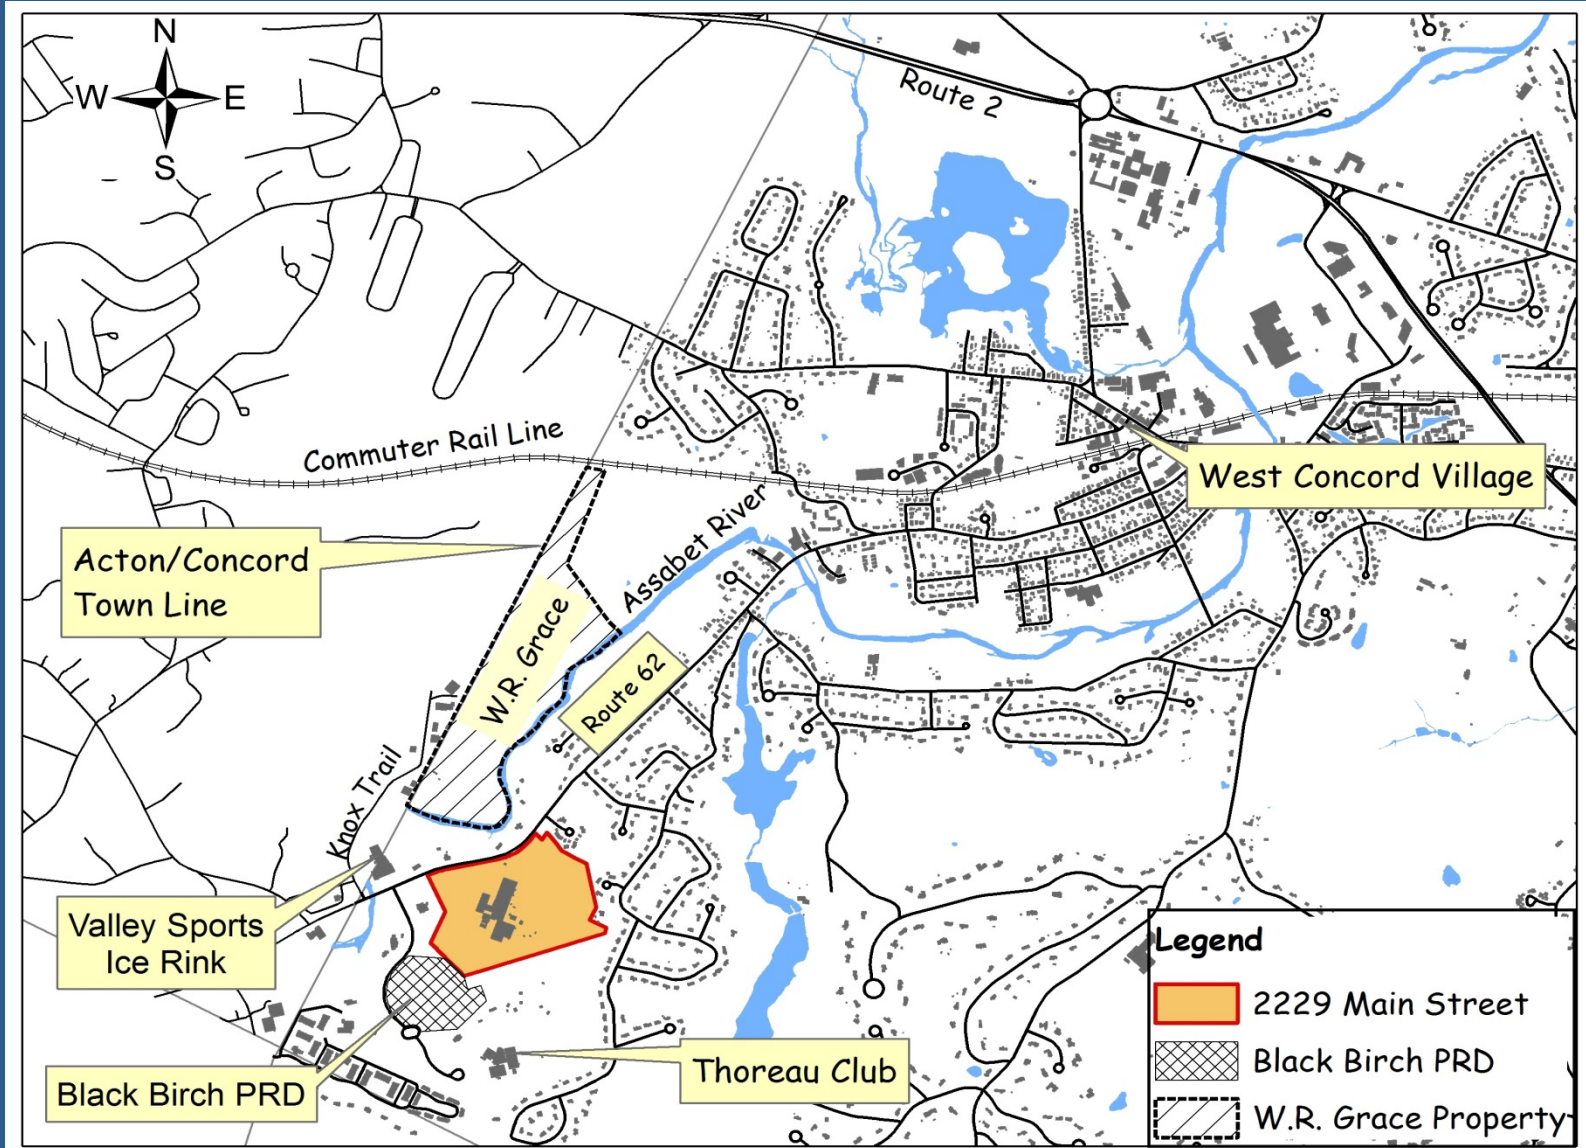 N
W E
S
Route 2
Commuter Rail Line
West Concord Village
Acton/Concord
Town Line
Assabet River
W.R. Grace
Route 62
Knox Trail
Valley Sports
Ice Rink
Black Birch PRD
Thoreau Club
Legend
2229 Main Street
Black Birch PRD
W.R. Grace Property